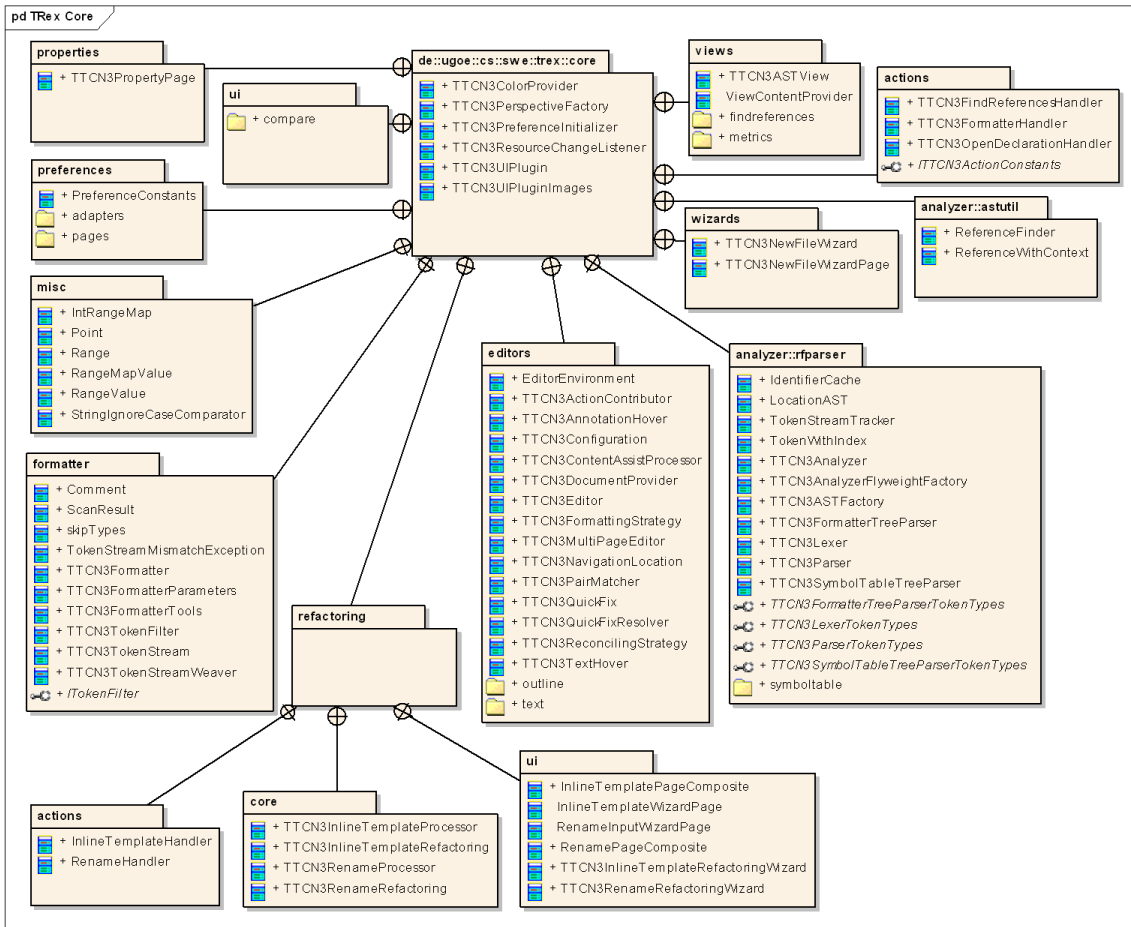 pd TRex Core
properties
+ TTCN3PropertyPage
ui
+ compare
de::ugoe::cs::swe::trex::core
+ TTCN3ColorProvider
+ TTCN3PerspectiveFactory
+ TTCN3PreferenceInitializer
+ TTCN3ResourceChangeListener
+ TTCN3UIPlugin
+ TTCN3UIPluginImages
views
+ TTCN3ASTView
ViewContentProvider
+ findreferences
+ metrics
actions
+ TTCN3FindReferencesHandler
+ TTCN3FormatterHandler
+ TTCN3OpenDeclarationHandler
+ ITTCN3ActionConstants
preferences
+ PreferenceConstants
+ adapters
+ pages
analyzer::astutil
+ ReferenceFinder
+ ReferenceWithContext
wizards
+ TTCN3NewFileWizard
+ TTCN3NewFileWizardPage
misc
+ IntRangeMap
+ Point
+ Range
+ RangeMapValue
+ RangeValue
+ StringIgnoreCaseComparator
editors
+ EditorEnvironment
+ TTCN3ActionContributor
+ TTCN3AnnotationHover
+ TTCN3Configuration
+ TTCN3ContentAssistProcessor
+ TTCN3DocumentProvider
+ TTCN3Editor
+ TTCN3FormattingStrategy
+ TTCN3MultiPageEditor
+ TTCN3NavigationLocation
+ TTCN3PairMatcher
+ TTCN3QuickFix
+ TTCN3QuickFixResolver
+ TTCN3ReconcilingStrategy
+ TTCN3TextHover
+ outline
+ text
analyzer::rfparser
+ IdentifierCache
+ LocationAST
+ TokenStreamTracker
+ TokenWithIndex
+ TTCN3Analyzer
+ TTCN3AnalyzerFlyweightFactory
+ TTCN3ASTFactory
+ TTCN3FormatterTreeParser
+ TTCN3Lexer
+ TTCN3Parser
+ TTCN3SymbolTableTreeParser
+ TTCN3FormatterTreeParserTokenTypes
+ TTCN3LexerTokenTypes
+ TTCN3ParserTokenTypes
+ TTCN3SymbolTableTreeParserTokenTypes
+ symboltable
formatter
+ Comment
+ ScanResult
+ skipTypes
+ TokenStreamMismatchException
+ TTCN3Formatter
+ TTCN3FormatterParameters
+ TTCN3FormatterTools
+ TTCN3TokenFilter
+ TTCN3TokenStream
+ TTCN3TokenStreamWeaver
+ ITokenFilter
refactoring
actions
+ InlineTemplateHandler
+ RenameHandler
core
+ TTCN3InlineTemplateProcessor
+ TTCN3InlineTemplateRefactoring
+ TTCN3RenameProcessor
+ TTCN3RenameRefactoring
ui
+ InlineTemplatePageComposite
InlineTemplateWizardPage
RenameInputWizardPage
+ RenamePageComposite
+ TTCN3InlineTemplateRefactoringWizard
+ TTCN3RenameRefactoringWizard